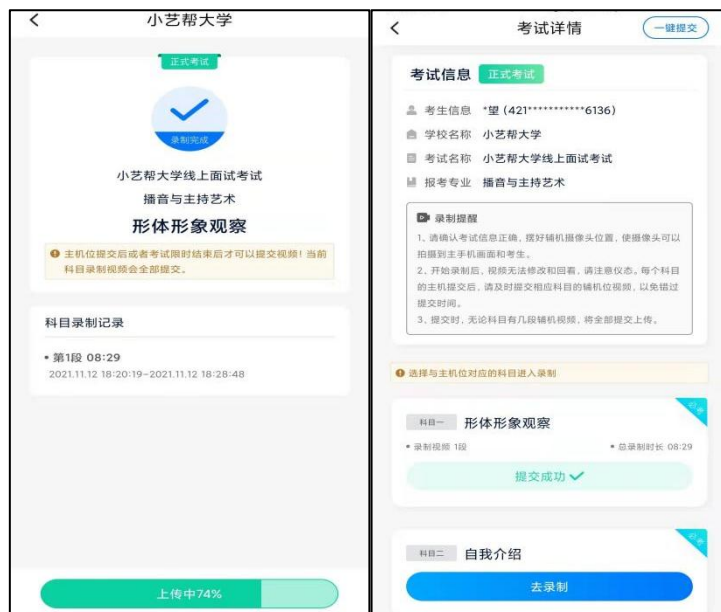 小艺帮大学
正式考试
录制完成
小艺帮大学线上面试考试
播音与主持艺术
形体形象观察
主机位提交后或者考试限时结束后才可以提交视频！当前
科目录制视频会全部提交。
科目录制记录
• 第1段 08:29
2021.11.12 18:20:19-2021.11.12 18:28:48
上传中74%
考试详情
一键提交
考试信息 正式考试
考生信息 *望 (421***********6136)
学校名称 小艺帮大学
考试名称 小艺帮大学线上面试考试
报考专业 播音与主持艺术
录制提醒
1、请确认考试信息正确，摆好辅机摄像头位置，使摄像头可以
拍摄到主手机画面和考生。
2、开始录制后，视频无法修改和回看，请注意仪态。每个科目
的主机提交后，请及时提交相应科目的辅机位视频，以免错过
提交时间。
3、提交时，无论科目有几段辅机视频，将全部提交上传。
选择与主机位对应的科目进入录制
科目一 形体形象观察
• 录制视频 1段 • 总录制时长 08:29
提交成功
科目二 自我介绍
去录制